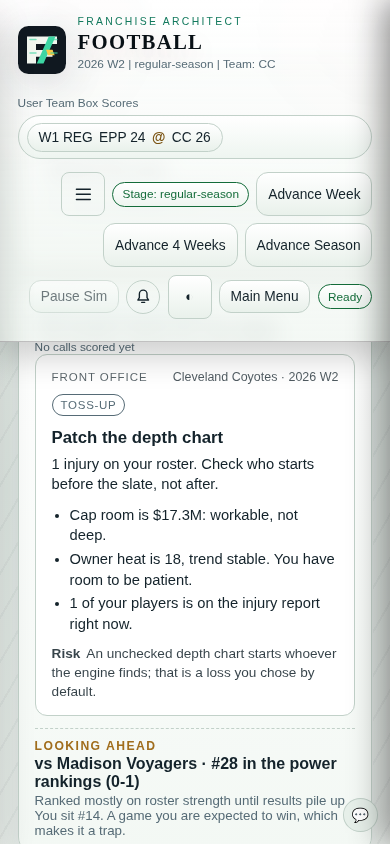 FRANCHISE ARCHITECT
FOOTBALL
2026 W2 | regular-season | Team: CC
User Team Box Scores
W1 REG EPP 24 @ CC 26
Stage: regular-season
Advance Week
Advance 4 Weeks
Advance Season
Pause Sim
Main Menu
Ready
No calls scored yet
FRONT OFFICE
Cleveland Coyotes · 2026 W2
TOSS-UP
Patch the depth chart
1 injury on your roster. Check who starts
before the slate, not after.
• Cap room is $17.3M: workable, not
deep.
• Owner heat is 18, trend stable. You have
room to be patient.
• 1 of your players is on the injury report
right now.
Risk An unchecked depth chart starts whoever
the engine finds; that is a loss you chose by
default.
LOOKING AHEAD
vs Madison Voyagers · #28 in the power
rankings (0-1)
Ranked mostly on roster strength until results pile up.
You sit #14. A game you are expected to win, which
makes it a trap.